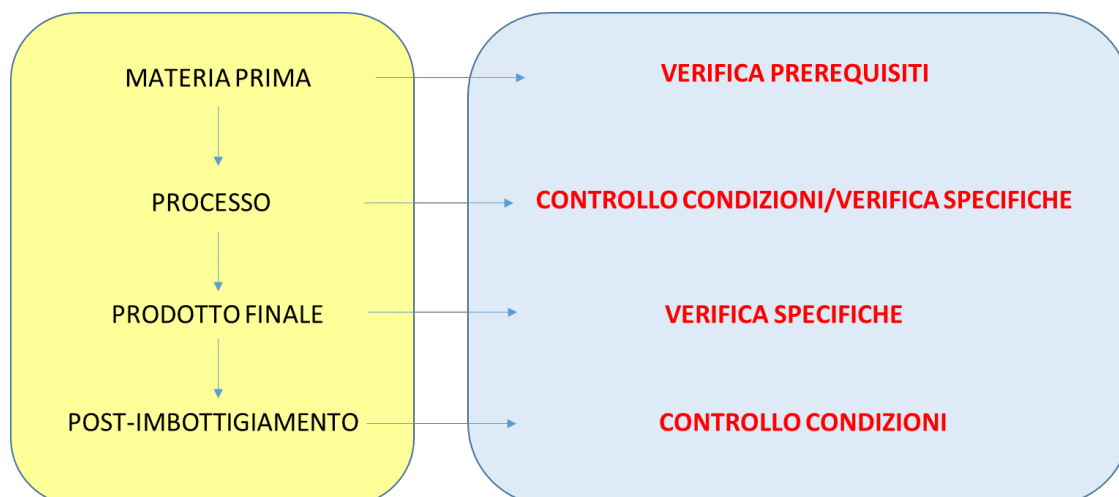 MATERIA PRIMA
VERIFICA PREREQUISITI
PROCESSO
CONTROLLO CONDIZIONI/VERIFICA SPECIFICHE
PRODOTTO FINALE
VERIFICA SPECIFICHE
POST-IMBOTTIGIAMENTO
CONTROLLO CONDIZIONI